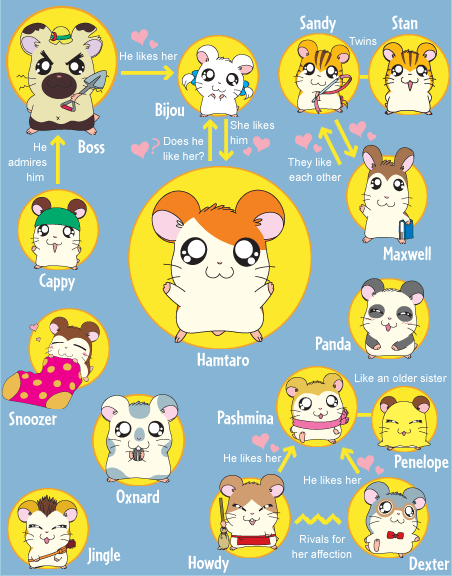 Sandy
Stan
He likes her
Twins
Boss
Bijou
He
admires
him
Does he
like her?
She likes
him
They like
each other
Maxwell
Cappy
Hamtaro
Panda
Snoozer
Like an older sister
Pashmina
Penelope
He likes her
He likes her
Oxnard
Jingle
Howdy
Rivals for
her affection
Dexter